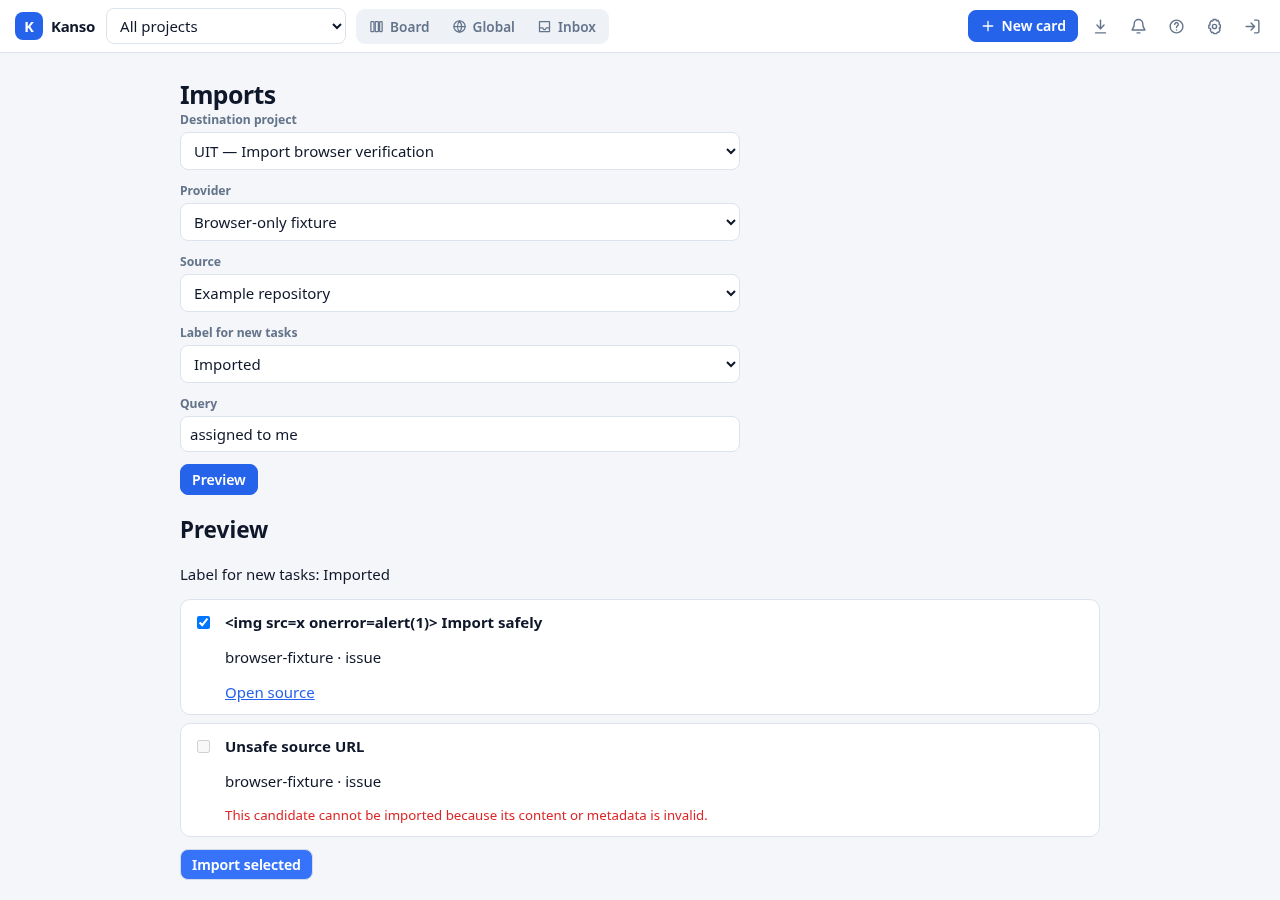 K Kanso All projects Board Global Inbox New card
Imports
Destination project
UIT — Import browser verification
Provider
Browser-only fixture
Source
Example repository
Label for new tasks
Imported
Query
assigned to me
Preview
Preview
Label for new tasks: Imported
<img src=x onerror=alert(1)> Import safely
browser-fixture · issue
Open source
Unsafe source URL
browser-fixture · issue
This candidate cannot be imported because its content or metadata is invalid.
Import selected